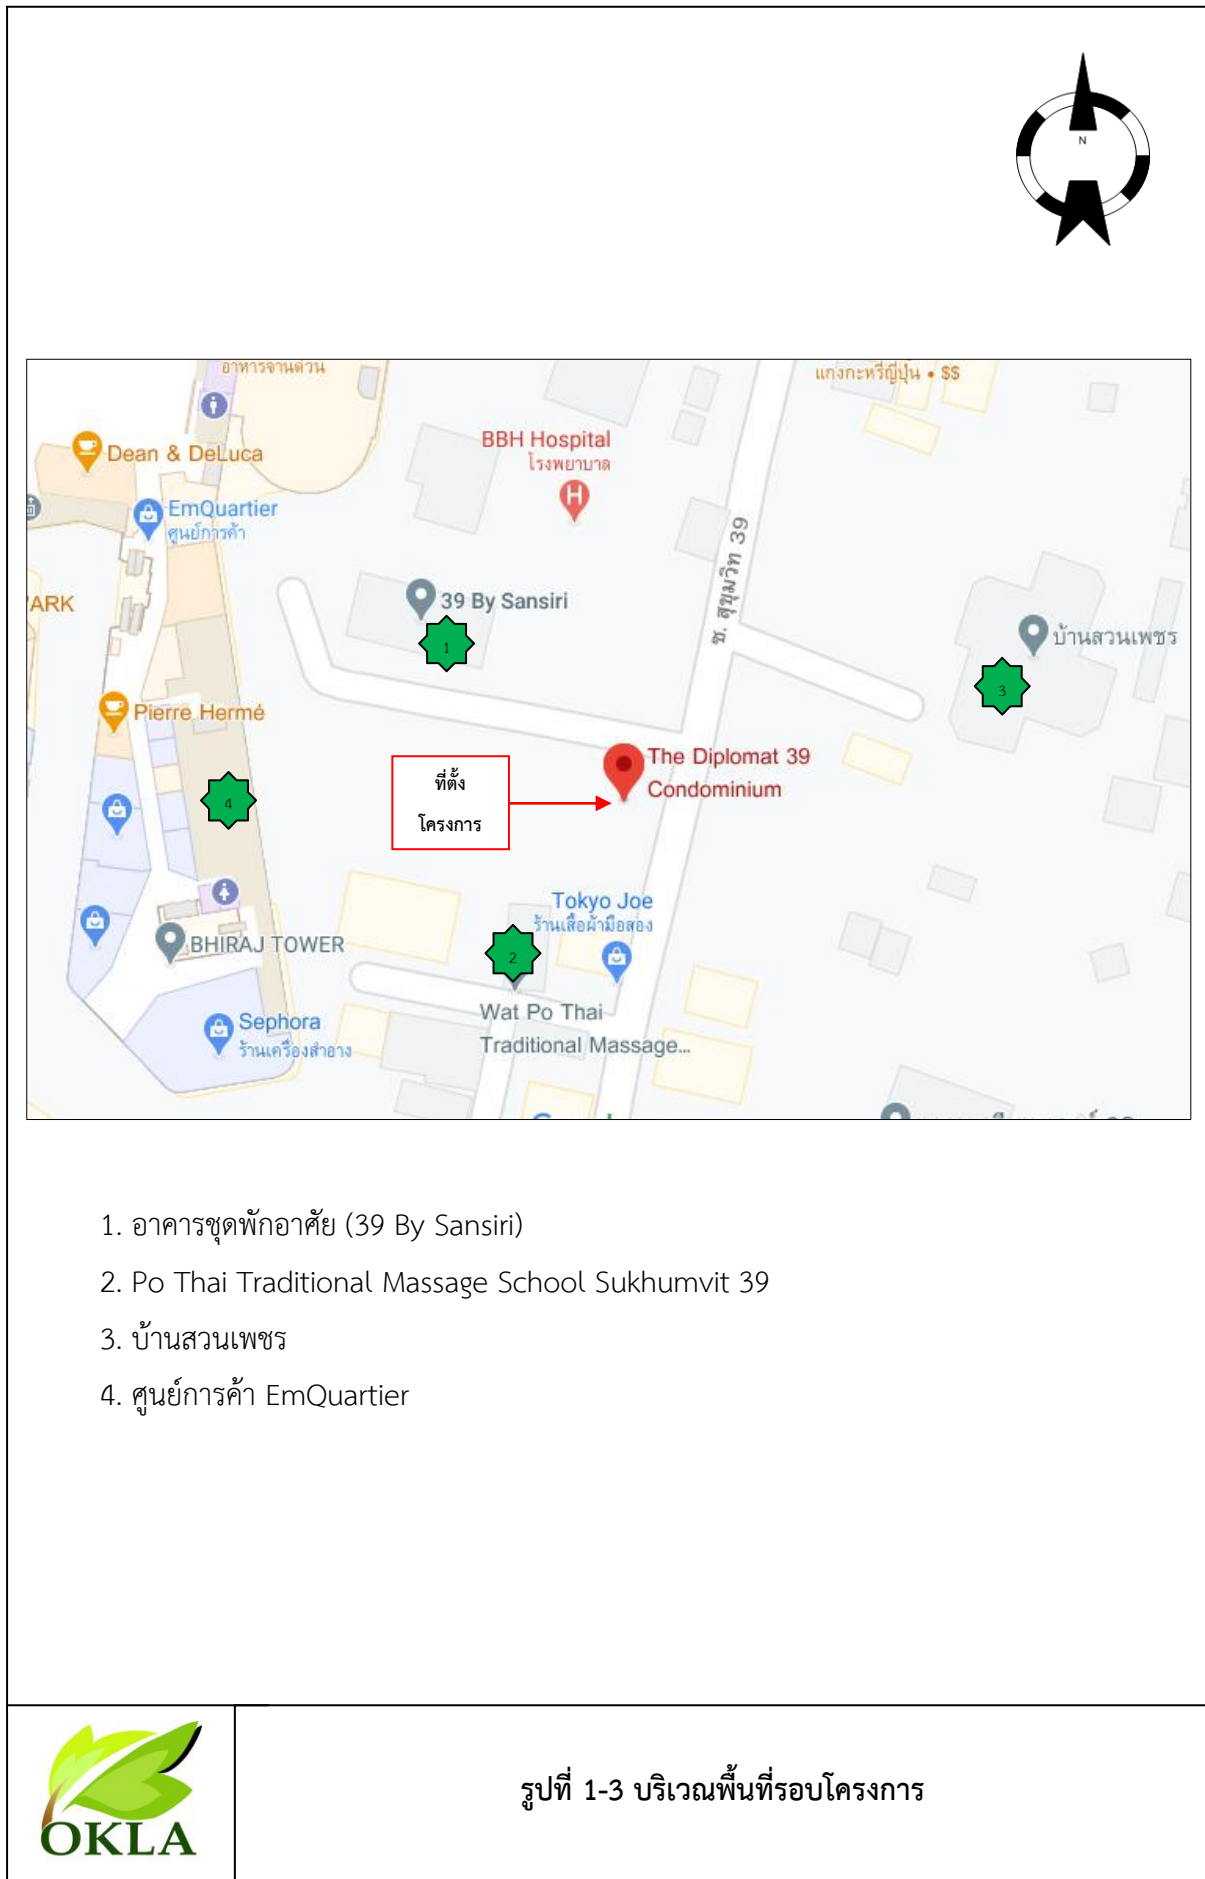 N
อาหารจานด่วน
แกงกะหรี่ญี่ปุ่น • $$
Dean & DeLuca
BBH Hospital
โรงพยาบาล
EmQuartier
ศูนย์การค้า
ซ. สุขุมวิท 39
ARK
39 By Sansiri
1
บ้านสวนเพชร
3
Pierre Hermé
The Diplomat 39
Condominium
ที่ตั้ง
โครงการ
4
Tokyo Joe
ร้านเสื้อผ้ามือสอง
BHIRAJ TOWER
2
Wat Po Thai
Traditional Massage...
Sephora
ร้านเครื่องสำอาง
1. อาคารชุดพักอาศัย (39 By Sansiri)
2. Po Thai Traditional Massage School Sukhumvit 39
3. บ้านสวนเพชร
4. ศูนย์การค้า EmQuartier
OKLA
รูปที่ 1-3 บริเวณพื้นที่รอบโครงการ